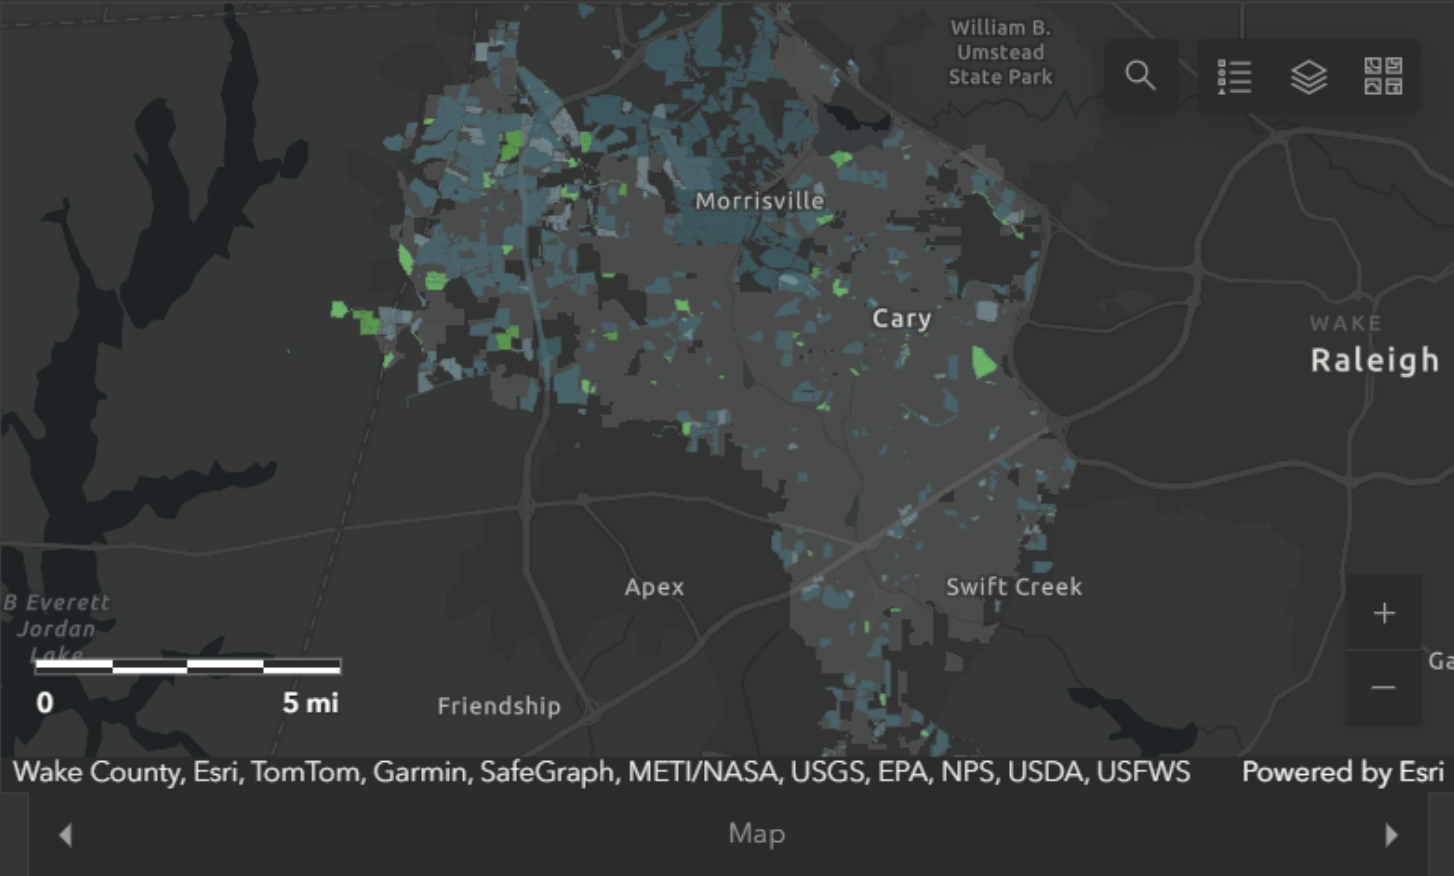 William B.
Umstead
State Park
Morrisville
Cary
WAKE
Raleigh
Apex
Swift Creek
B Everett
Jordan
Lake
0
5 mi
Friendship
+
−
Wake County, Esri, TomTom, Garmin, SafeGraph, METI/NASA, USGS, EPA, NPS, USDA, USFWS
Powered by Esri
Map